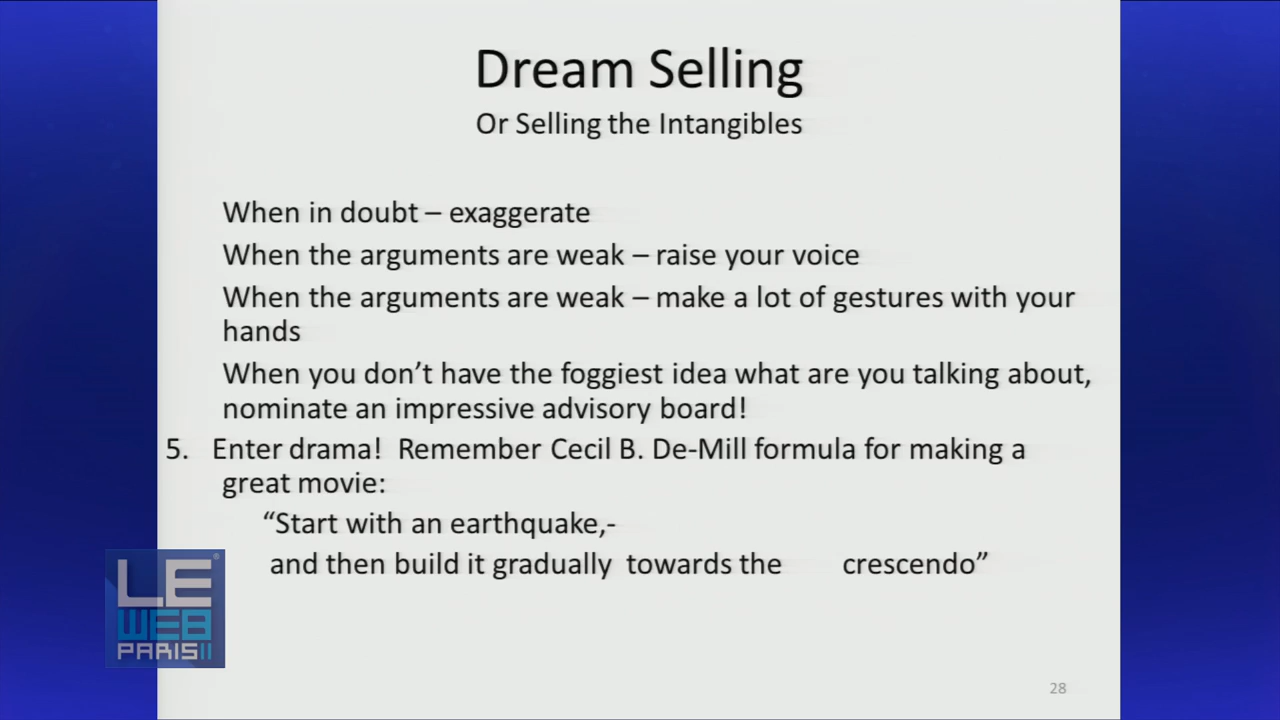 Dream Selling
Or Selling the Intangibles
When in doubt – exaggerate
When the arguments are weak – raise your voice
When the arguments are weak – make a lot of gestures with your
hands
When you don’t have the foggiest idea what are you talking about,
nominate an impressive advisory board!
5. Enter drama! Remember Cecil B. De-Mill formula for making a
great movie:
“Start with an earthquake,-
and then build it gradually towards the crescendo”
LE
WEB
PARIS11
28